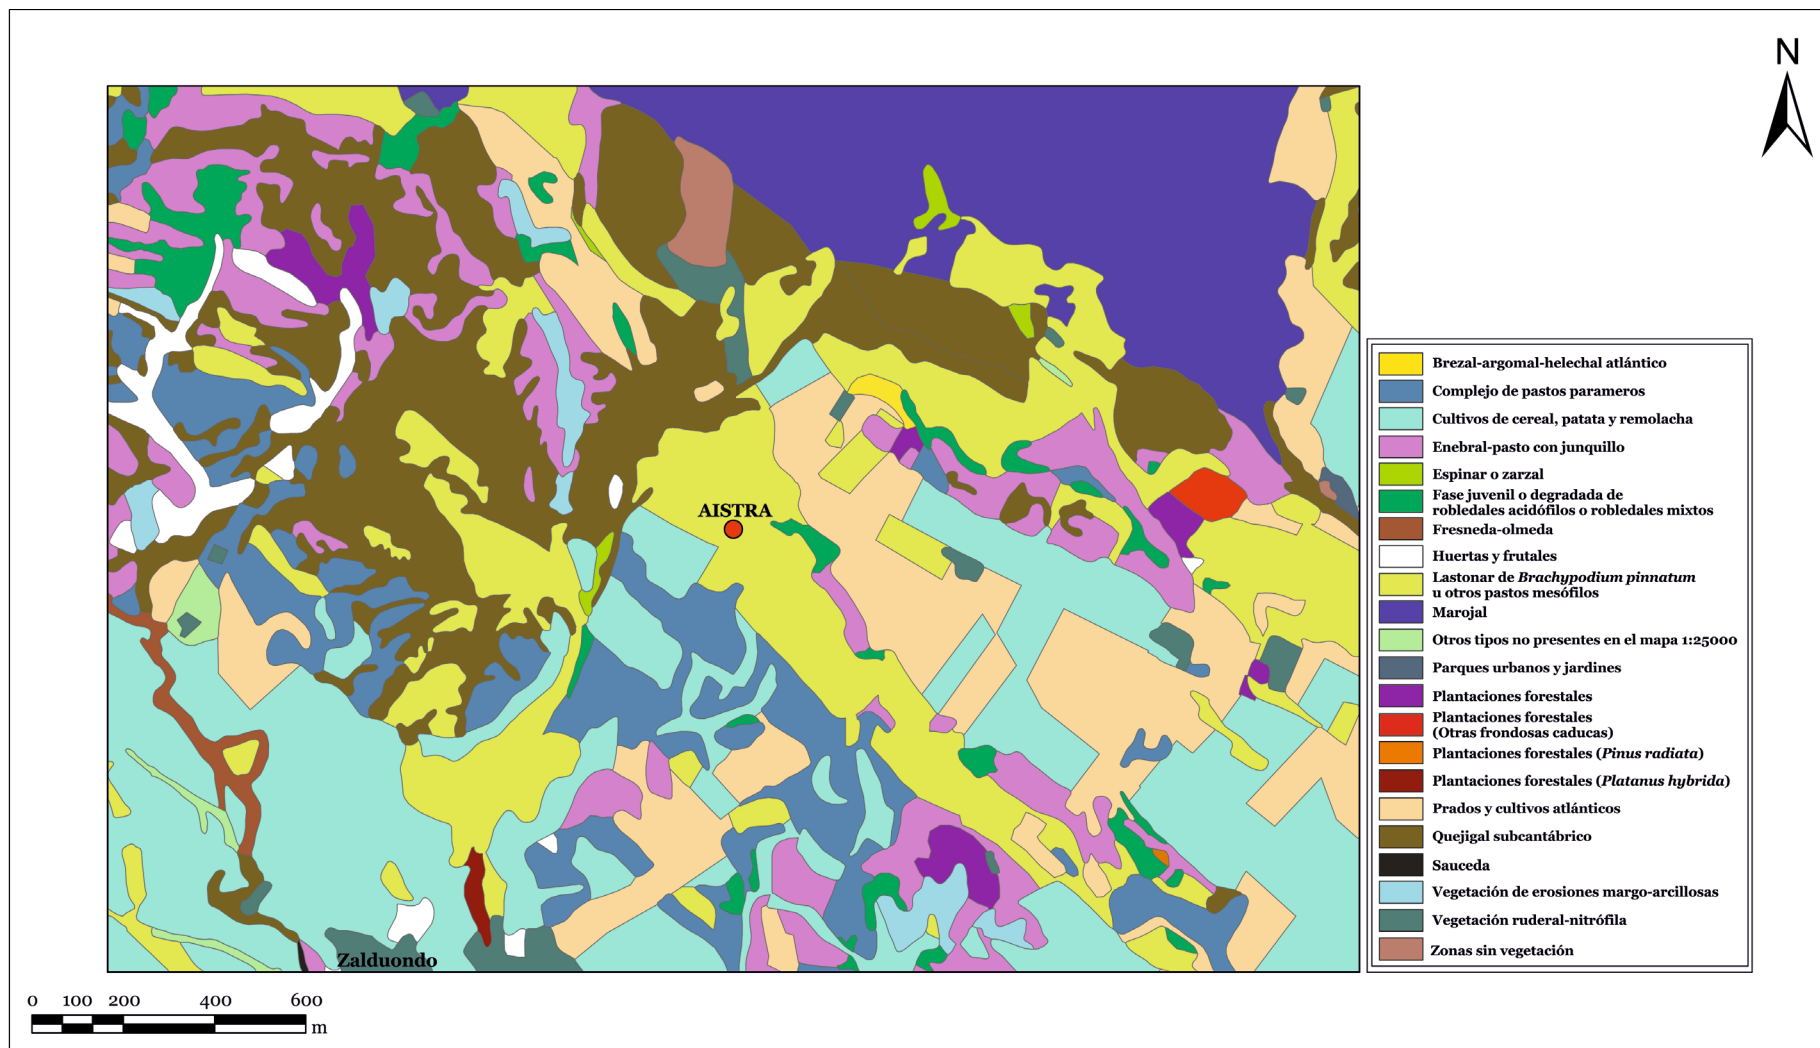 N
AISTRA
Zalduondo
Brezal-argomal-helechal atlántico
Complejo de pastos parameros
Cultivos de cereal, patata y remolacha
Enebral-pasto con junquillo
Espinar o zarzal
Fase juvenil o degradada de
robledales acidófilos o robledales mixtos
Fresneda-olmeda
Huertas y frutales
Lastonar de Brachypodium pinnatum
u otros pastos mesófilos
Marojal
Otros tipos no presentes en el mapa 1:25000
Parques urbanos y jardines
Plantaciones forestales
Plantaciones forestales
(Otras frondosas caducas)
Plantaciones forestales (Pinus radiata)
Plantaciones forestales (Platanus hybrida)
Prados y cultivos atlánticos
Quejigal subcantábrico
Sauceda
Vegetación de erosiones margo-arcillosas
Vegetación ruderal-nitrófila
Zonas sin vegetación
0 100 200 400 600
m